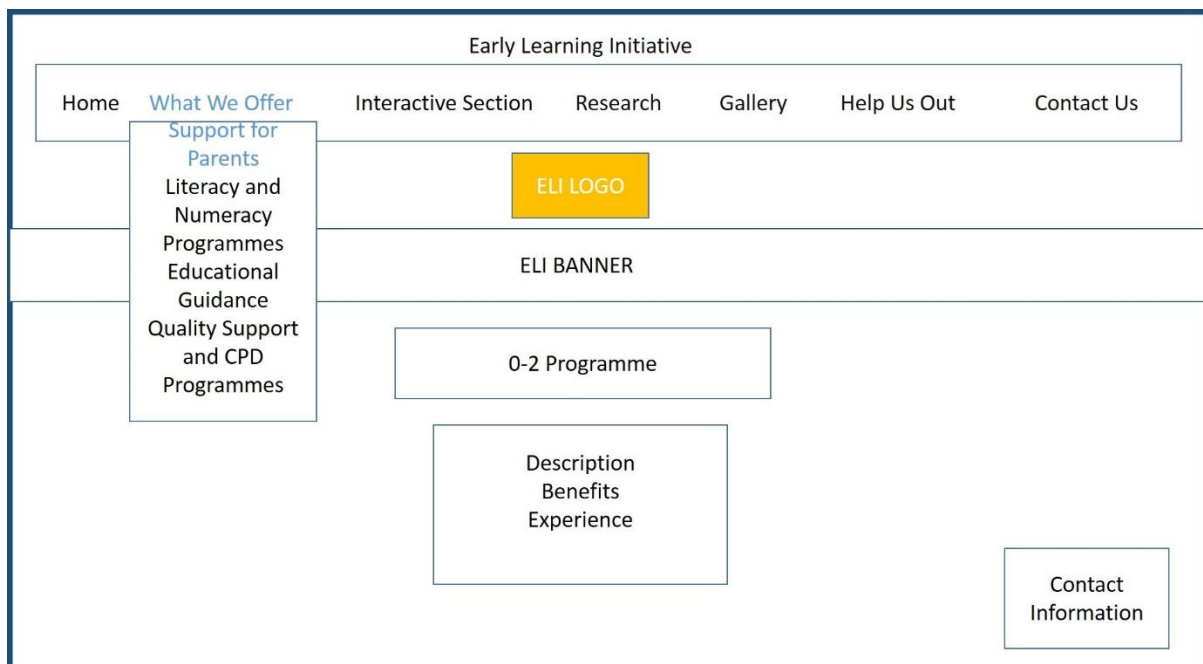 Early Learning Initiative
Home What We Offer Interactive Section Research Gallery Help Us Out Contact Us
Support for
Parents
Literacy and
Numeracy
Programmes
Educational
Guidance
Quality Support
and CPD
Programmes
ELI LOGO
ELI BANNER
0-2 Programme
Description
Benefits
Experience
Contact
Information